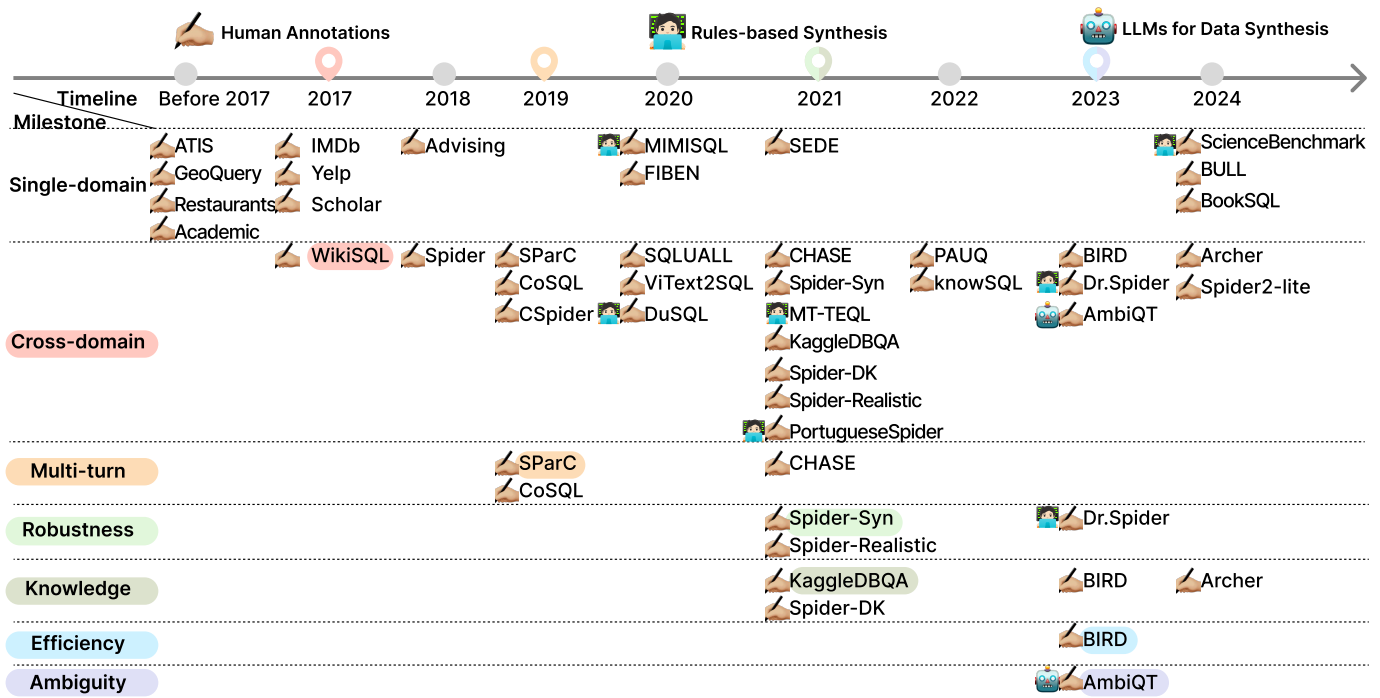 Human Annotations Rules-based Synthesis LLMs for Data Synthesis
Timeline Before 2017 2017 2018 2019 2020 2021 2022 2023 2024
Milestone
Single-domain
ATIS IMDb Advising MIMISQL SEDE ScienceBenchmark
GeoQuery Yelp FIBEN BULL
Restaurants Scholar BookSQL
Academic
Cross-domain
WikiSQL Spider SParC SQLUALL CHASE PAUQ BIRD Archer
CoSQL ViText2SQL Spider-Syn knowSQL Dr.Spider Spider2-lite
CSpider DuSQL MT-TEQL AmbiQT
KaggleDBQA
Spider-DK
Spider-Realistic
PortugueseSpider
Multi-turn
SParC CHASE
CoSQL
Robustness
Spider-Syn Dr.Spider
Spider-Realistic
Knowledge
KaggleDBQA BIRD Archer
Spider-DK
Efficiency BIRD
Ambiguity AmbiQT